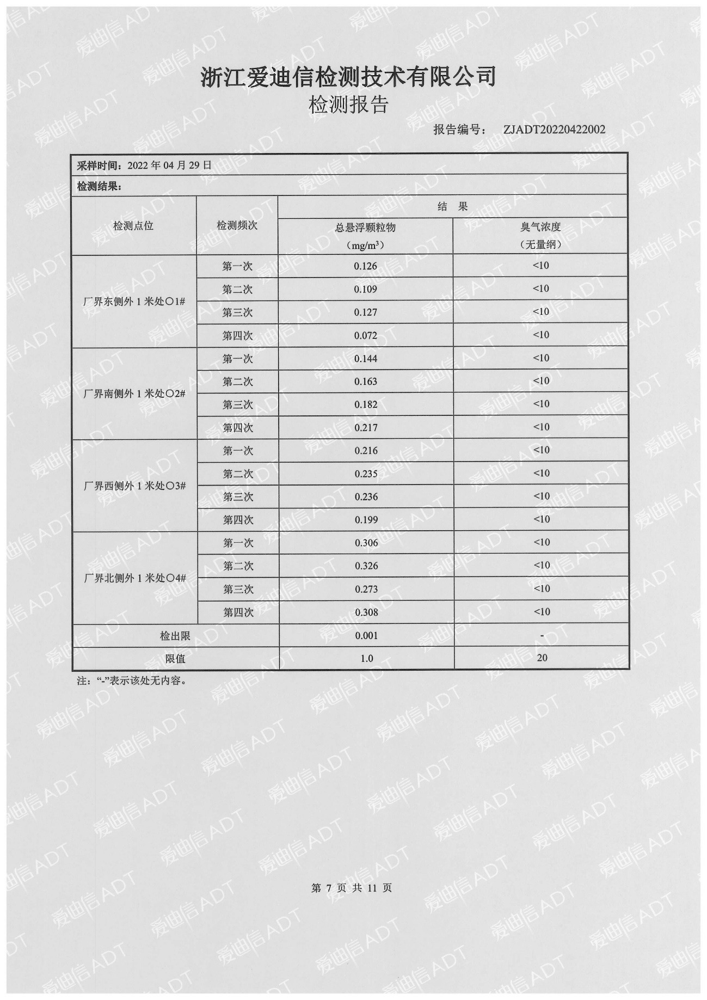 浙江爱迪信检测技术有限公司
检测报告
报告编号： ZJADT20220422002
采样时间：2022 年 04 月 29 日
检测结果：
检测点位 检测频次 结 果
总悬浮颗粒物 臭气浓度
（mg/m³） （无量纲）
厂界东侧外 1 米处○1# 第一次 0.126 <10
第二次 0.109 <10
第三次 0.127 <10
第四次 0.072 <10
厂界南侧外 1 米处○2# 第一次 0.144 <10
第二次 0.163 <10
第三次 0.182 <10
第四次 0.217 <10
厂界西侧外 1 米处○3# 第一次 0.216 <10
第二次 0.235 <10
第三次 0.236 <10
第四次 0.199 <10
厂界北侧外 1 米处○4# 第一次 0.306 <10
第二次 0.326 <10
第三次 0.273 <10
第四次 0.308 <10
检出限 0.001 -
限值 1.0 20
注：“-”表示该处无内容。
第 7 页 共 11 页
爱迪信 ADT